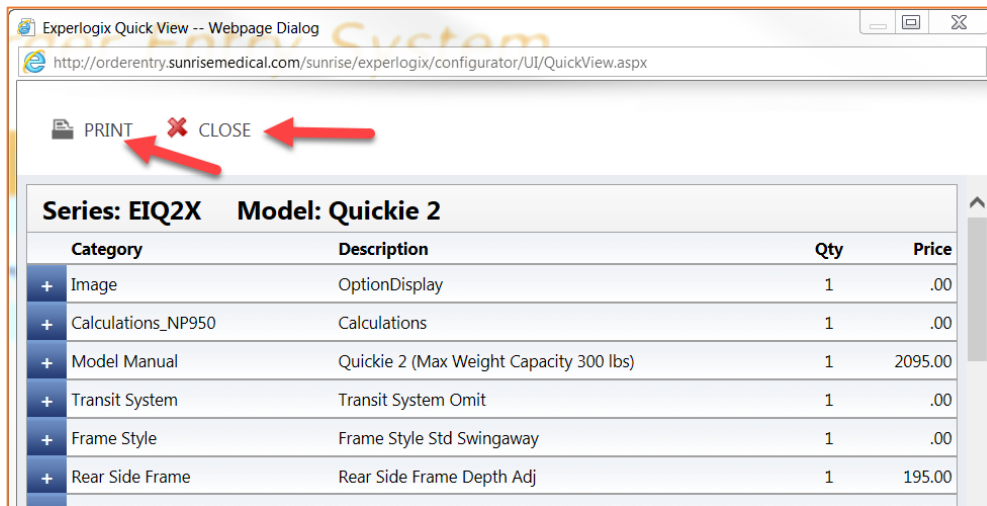 Experlogix Quick View -- Webpage Dialog
Entry System
http://orderentry.sunrisemedical.com/sunrise/experlogix/configurator/UI/QuickView.aspx
PRINT CLOSE
Series: EIQ2X Model: Quickie 2
Category Description Qty Price
+ Image OptionDisplay 1 .00
+ Calculations_NP950 Calculations 1 .00
+ Model Manual Quickie 2 (Max Weight Capacity 300 lbs) 1 2095.00
+ Transit System Transit System Omit 1 .00
+ Frame Style Frame Style Std Swingaway 1 .00
+ Rear Side Frame Rear Side Frame Depth Adj 1 195.00